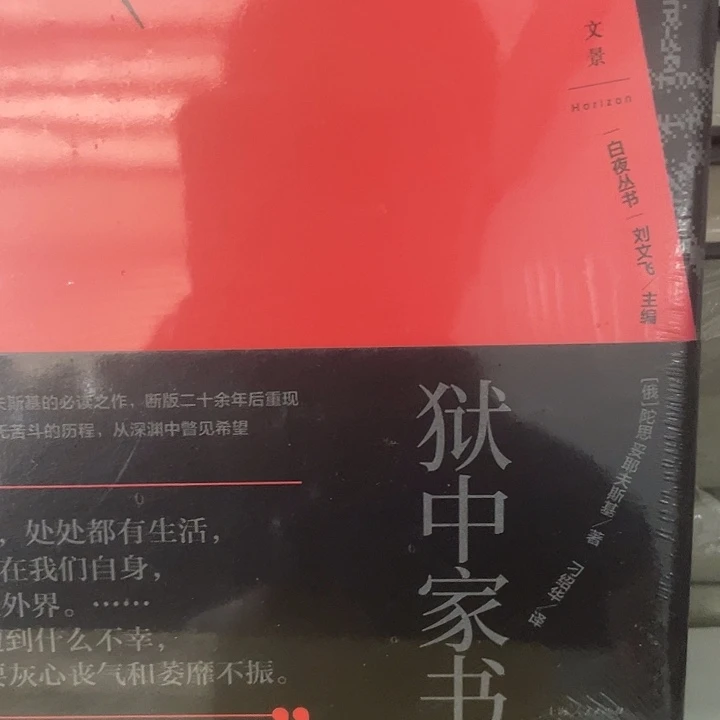 文景
Horizon
白夜丛书
刘文飞／主编
夫斯基的必读之作，断版二十余年后重现
无苦斗的历程，从深渊中瞥见希望
，处处都有生活，
在我们自身，
外界。……
到什么不幸，
要灰心丧气和萎靡不振。
”
狱中家书
[俄]陀思妥耶夫斯基／著
刁绍华／译